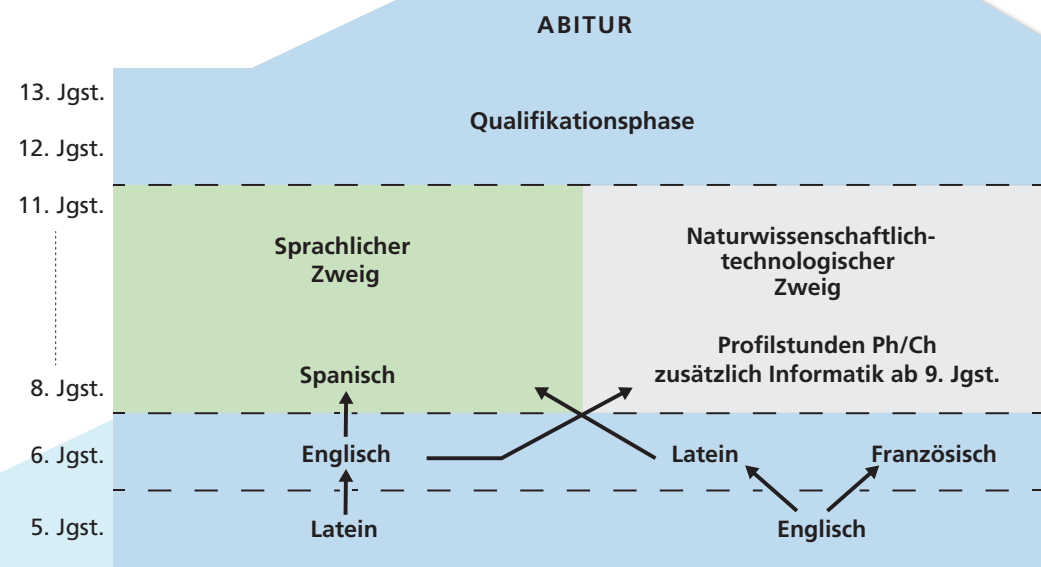 ABITUR
13. Jgst.
Qualifikationsphase
12. Jgst.
11. Jgst.
Sprachlicher
Zweig
Naturwissenschaftlich-
technologischer
Zweig
Profilstunden Ph/Ch
zusätzlich Informatik ab 9. Jgst.
Spanisch
8. Jgst.
6. Jgst.
Englisch
Latein
Französisch
5. Jgst.
Latein
Englisch